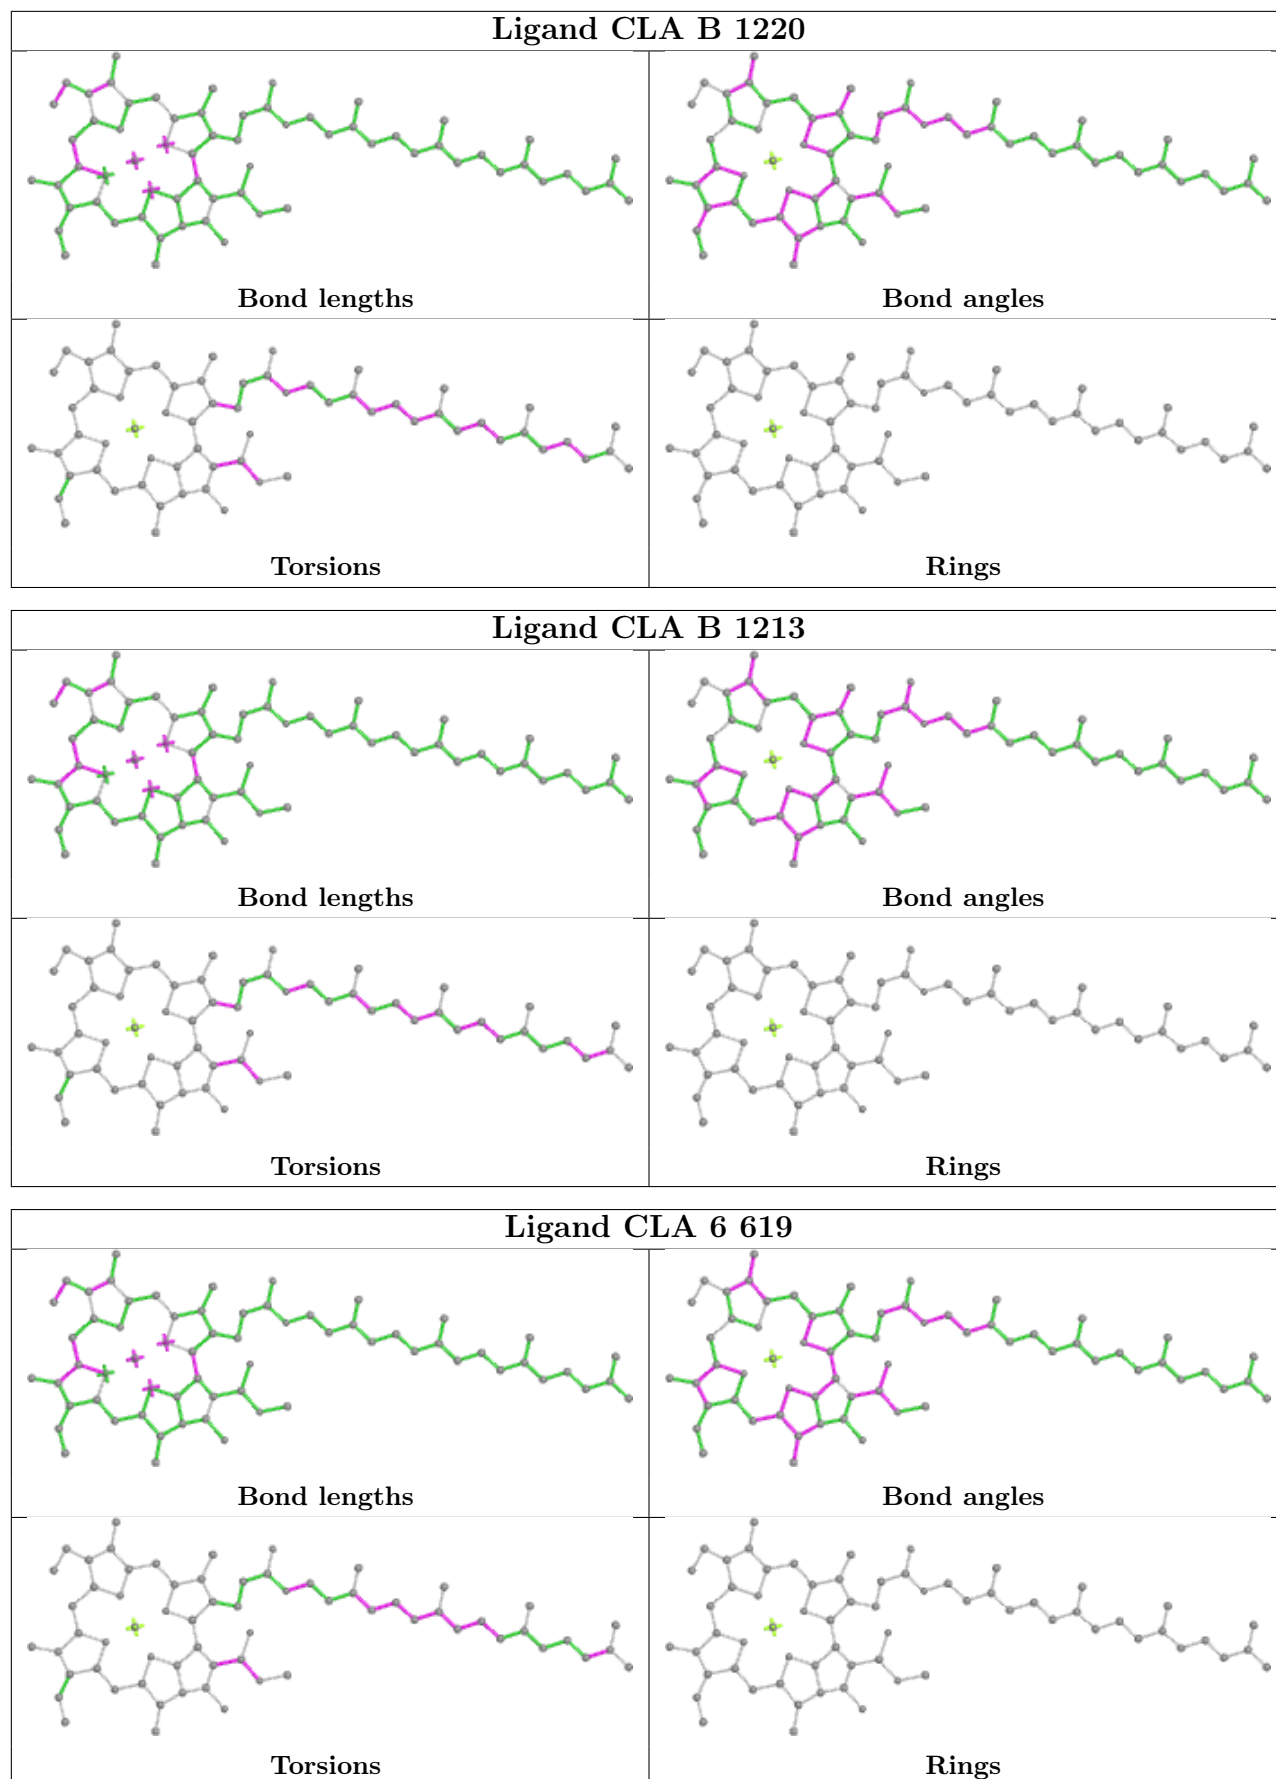 Ligand CLA B 1220
Bond lengths
Bond angles
Torsions
Rings
Ligand CLA B 1213
Bond lengths
Bond angles
Torsions
Rings
Ligand CLA 6 619
Bond lengths
Bond angles
Torsions
Rings